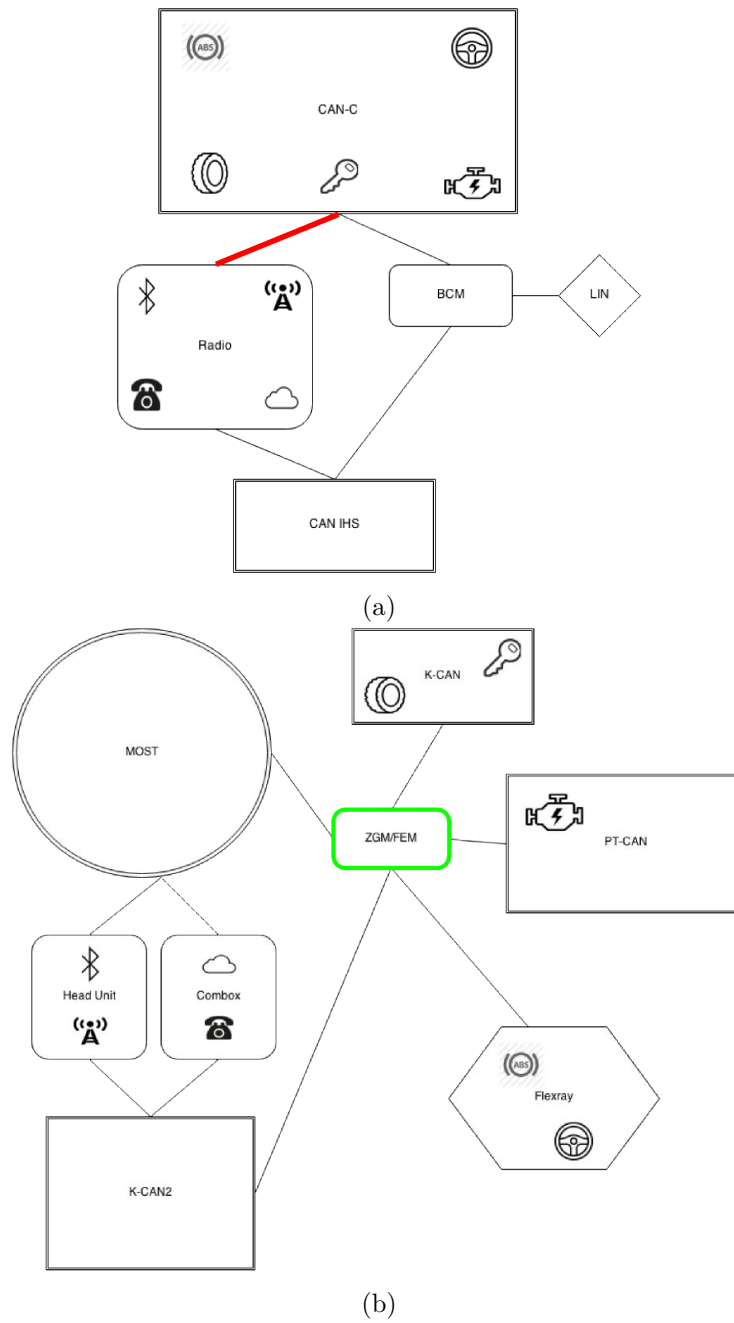 ABS
CAN-C
Radio
BCM
LIN
CAN IHS
(a)
K-CAN
MOST
ZGM/FEM
PT-CAN
Head Unit
Combox
ABS
Flexray
K-CAN2
(b)